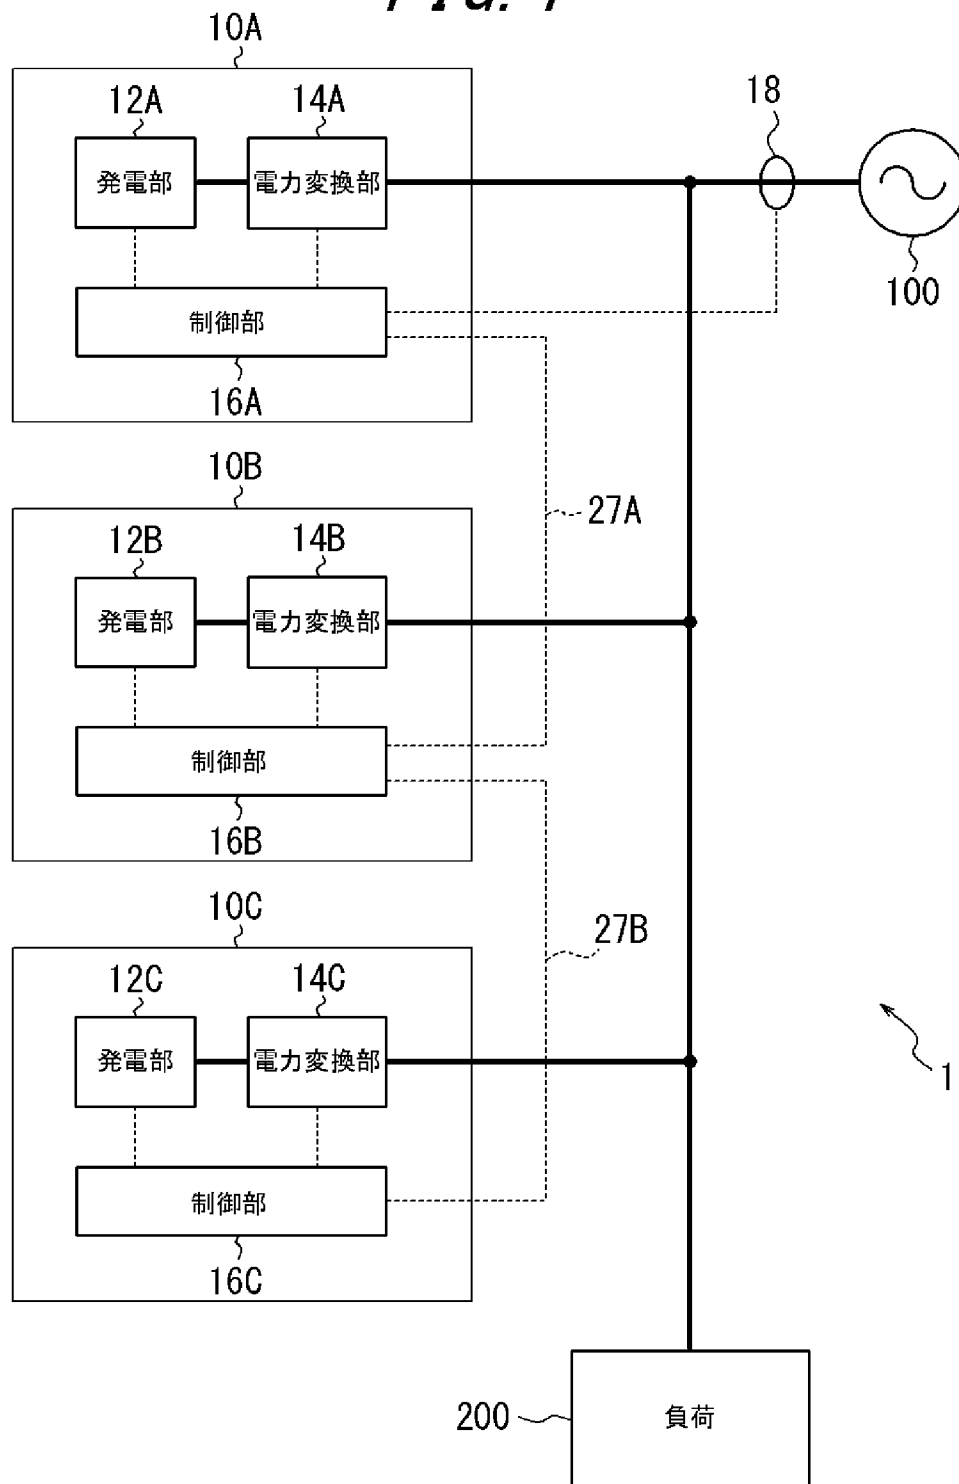 FIG. 1
10A
12A
14A
18
発電部
電力変換部
100
制御部
16A
10B
27A
12B
14B
発電部
電力変換部
制御部
16B
10C
27B
12C
14C
発電部
電力変換部
1
制御部
16C
200
負荷